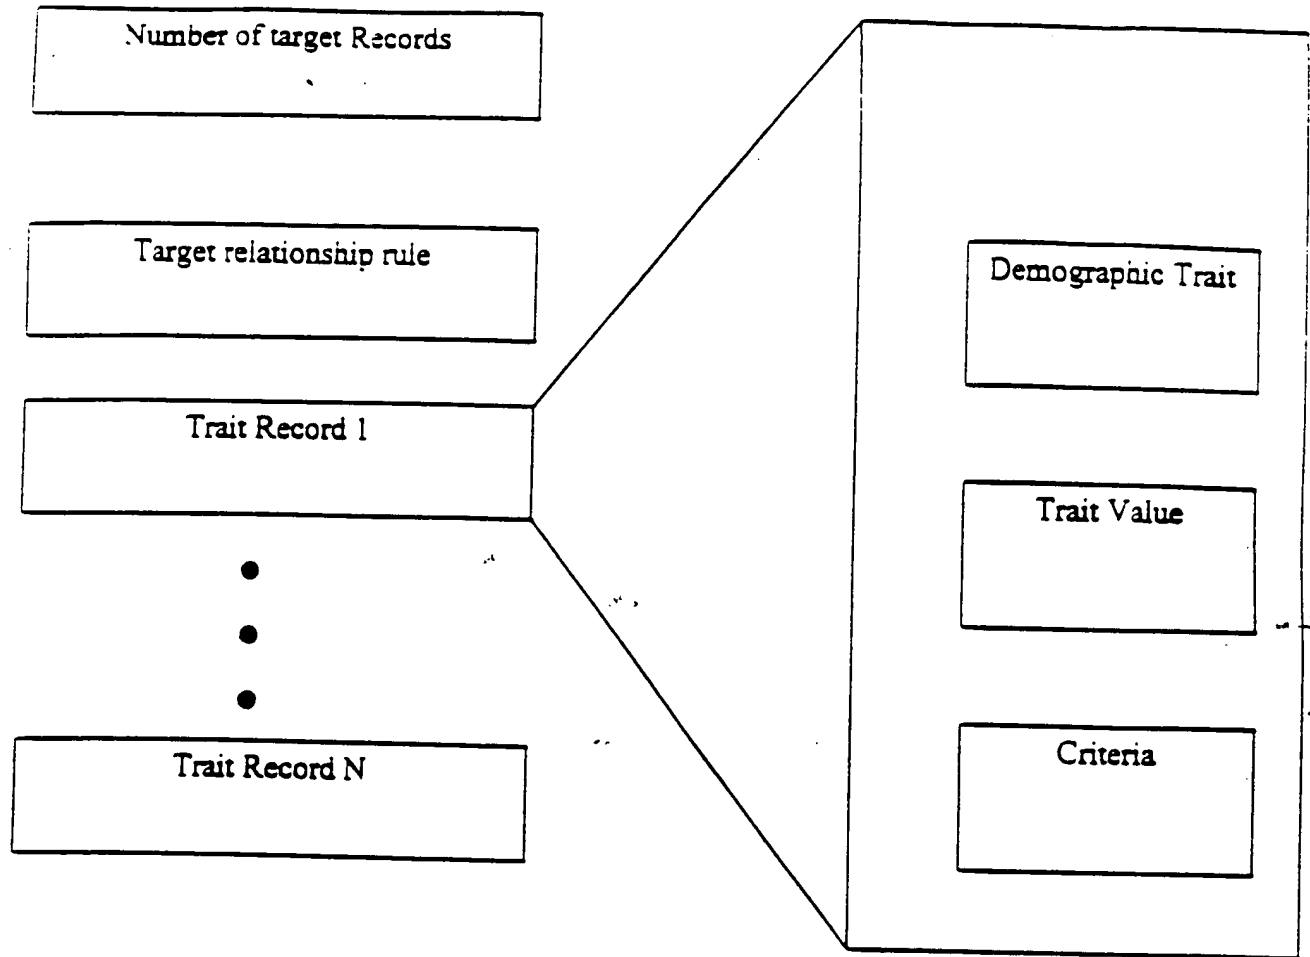 Number of target Records
Target relationship rule
Trait Record 1
Trait Record N
Demographic Trait
Trait Value
Criteria